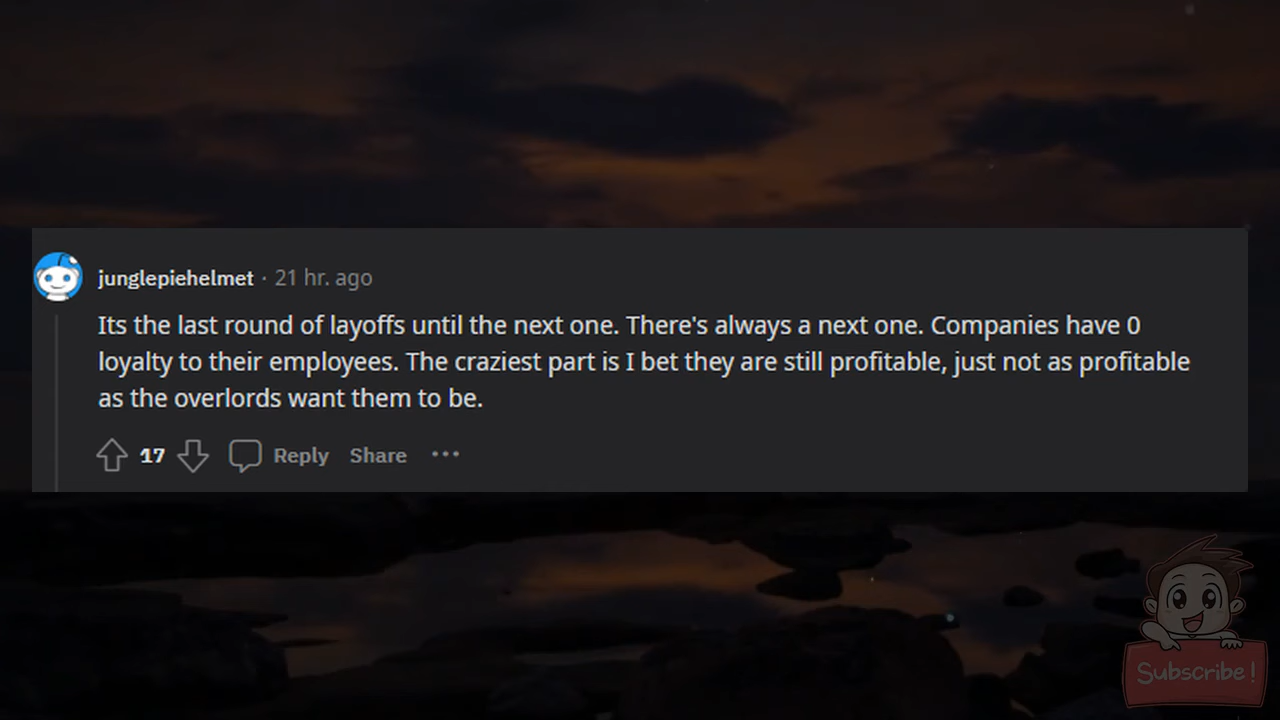 junglepiehelmet · 21 hr. ago
Its the last round of layoffs until the next one. There's always a next one. Companies have 0
loyalty to their employees. The craziest part is I bet they are still profitable, just not as profitable
as the overlords want them to be.
17 Reply Share ···
Subscribe!